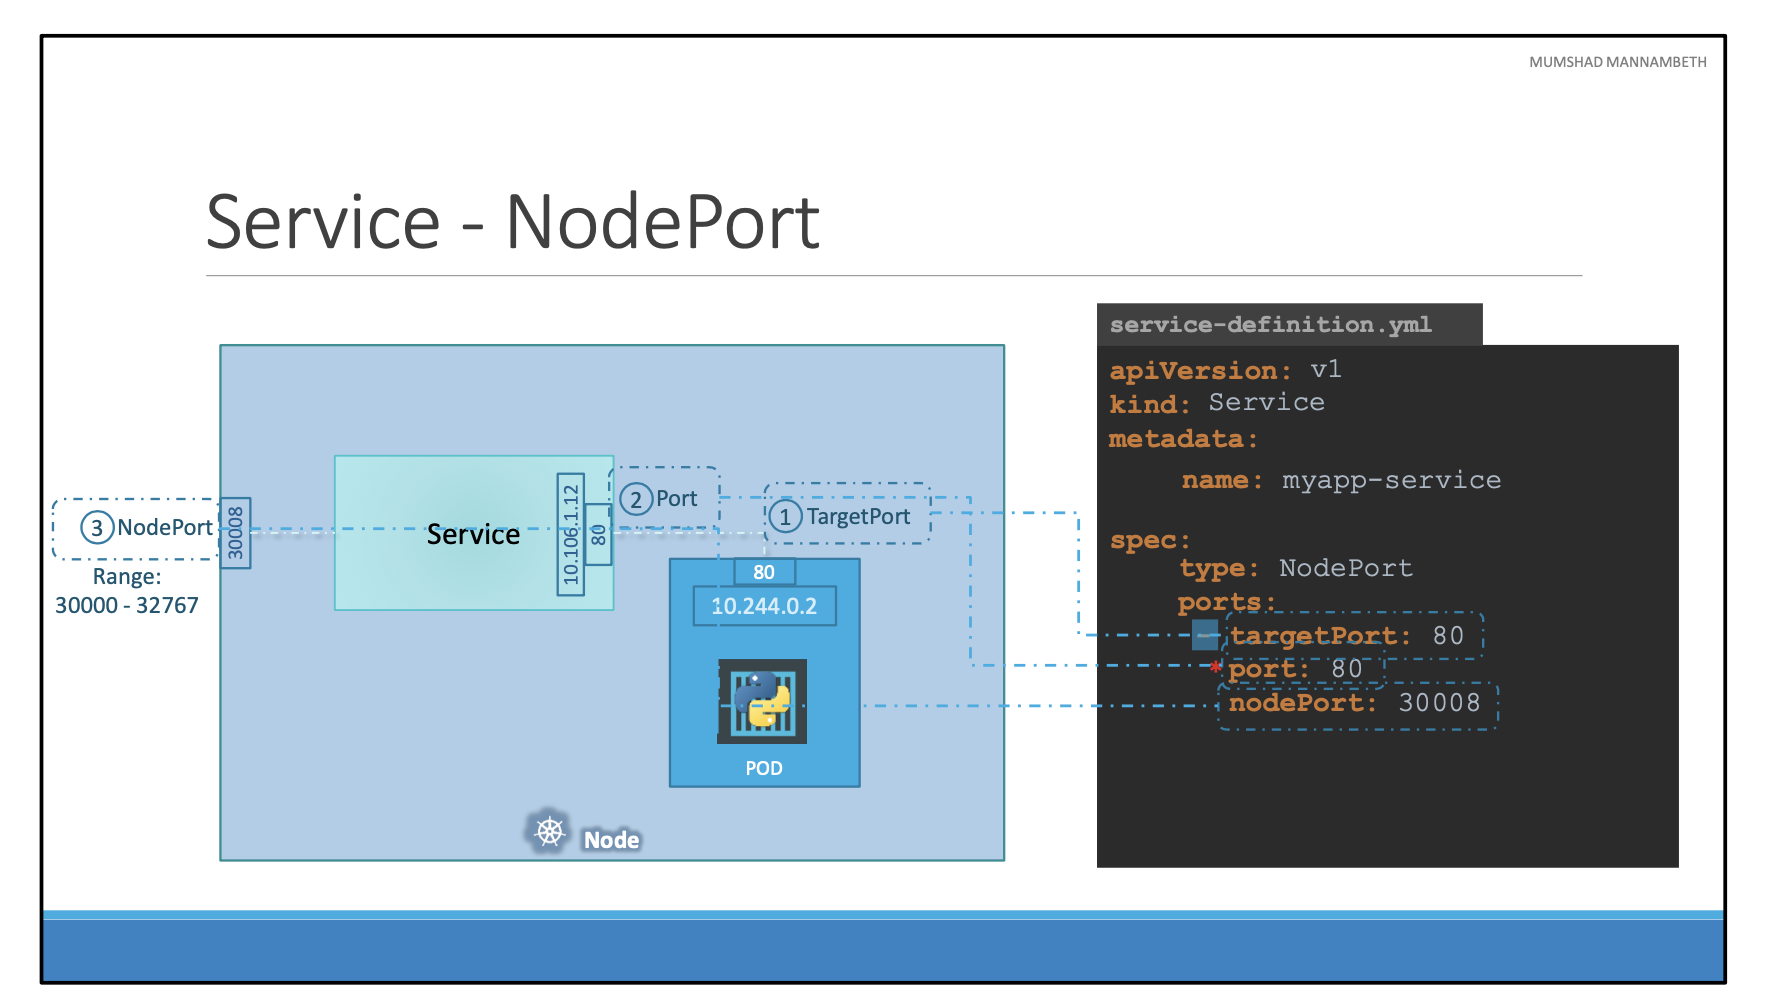 MUMSHAD MANNAMBETH
Service - NodePort
3 NodePort
Range:
30000 - 32767
30008
Service
10.106.1.12
80
2 Port
1 TargetPort
80
10.244.0.2
POD
Node
service-definition.yml
apiVersion: v1
kind: Service
metadata:
name: myapp-service
spec:
type: NodePort
ports:
- targetPort: 80
* port: 80
nodePort: 30008